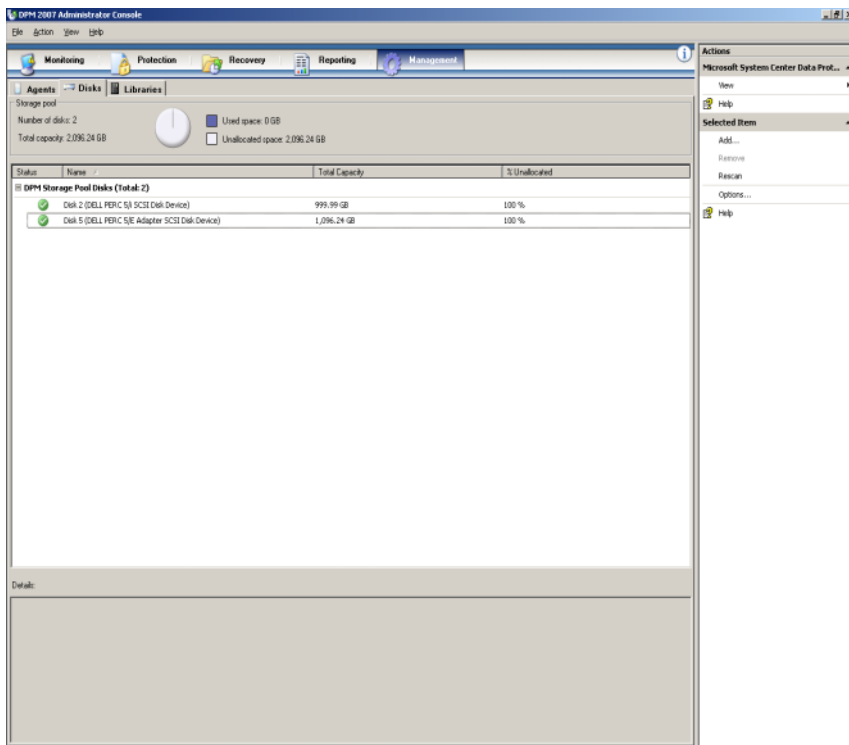 DPM 2007 Administrator Console
File Action View Help
Monitoring Protection Recovery Reporting Management
Agents Disks Libraries
Storage pool
Number of disks: 2
Total capacity: 2,096.24 GB
Used space: 0 GB
Unallocated space: 2,096.24 GB
Status Name Total Capacity % Unallocated
DPM Storage Pool Disks (Total: 2)
Disk 2 (DELL PERC 5/i SCSI Disk Device) 999.99 GB 100 %
Disk 5 (DELL PERC 5/E Adapter SCSI Disk Device) 1,096.24 GB 100 %
Details:
Actions
Microsoft System Center Data Prot...
View
Help
Selected Item
Add...
Remove
Rescan
Options...
Help